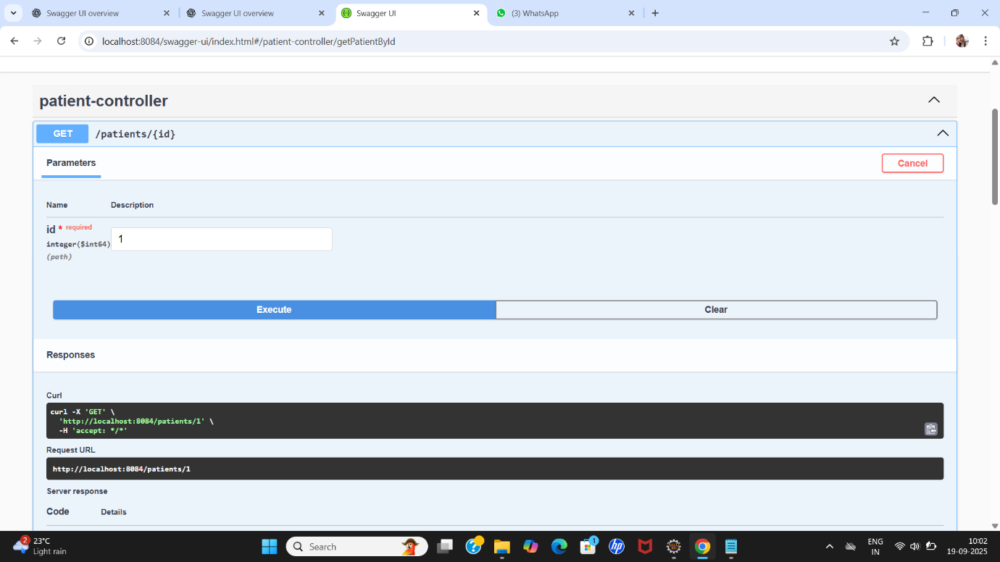 Swagger UI overview
Swagger UI overview
Swagger UI
(3) WhatsApp
localhost:8084/swagger-ui/index.html#/patient-controller/getPatientById
patient-controller
GET /patients/{id}
Parameters
Cancel
Name Description
id * required
integer($int64)
(path)
1
Execute
Clear
Responses
Curl
curl -X 'GET' \
'http://localhost:8084/patients/1' \
-H 'accept: */*'
Request URL
http://localhost:8084/patients/1
Server response
Code Details
2
23°C
Light rain
Search
1
hp
ENG
IN
10:02
19-09-2025